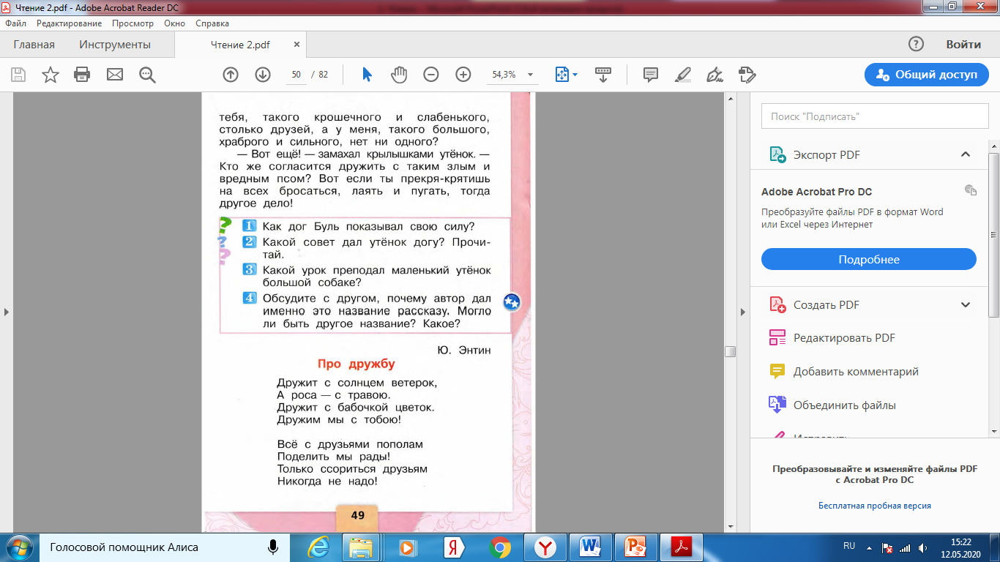 Чтение 2.pdf - Adobe Acrobat Reader DC
Файл Редактирование Просмотр Окно Справка
Главная Инструменты Чтение 2.pdf × Войти
50 / 82 54,3% Общий доступ
тебя, такого крошечного и слабенького,
столько друзей, а у меня, такого большого,
храброго и сильного, нет ни одного?
— Вот ещё! — замахал крылышками утёнок. —
Кто же согласится дружить с таким злым и
вредным псом? Вот если ты прекря-крятишь
на всех бросаться, лаять и пугать, тогда
другое дело!
1 Как дог Буль показывал свою силу?
2 Какой совет дал утёнок догу? Прочи-
тай.
3 Какой урок преподал маленький утёнок
большой собаке?
4 Обсудите с другом, почему автор дал
именно это название рассказу. Могло
ли быть другое название? Какое?
Ю. Энтин
Про дружбу
Дружит с солнцем ветерок,
А роса — с травою.
Дружит с бабочкой цветок.
Дружим мы с тобою!
Всё с друзьями пополам
Поделить мы рады!
Только ссориться друзьям
Никогда не надо!
49
Поиск "Подписать"
Экспорт PDF
Adobe Acrobat Pro DC
Преобразуйте файлы PDF в формат Word
или Excel через Интернет
Подробнее
Создать PDF
Редактировать PDF
Добавить комментарий
Объединить файлы
Преобразовывайте и изменяйте файлы PDF
с Acrobat Pro DC
Бесплатная пробная версия
Голосовой помощник Алиса
RU
15:22
12.05.2020